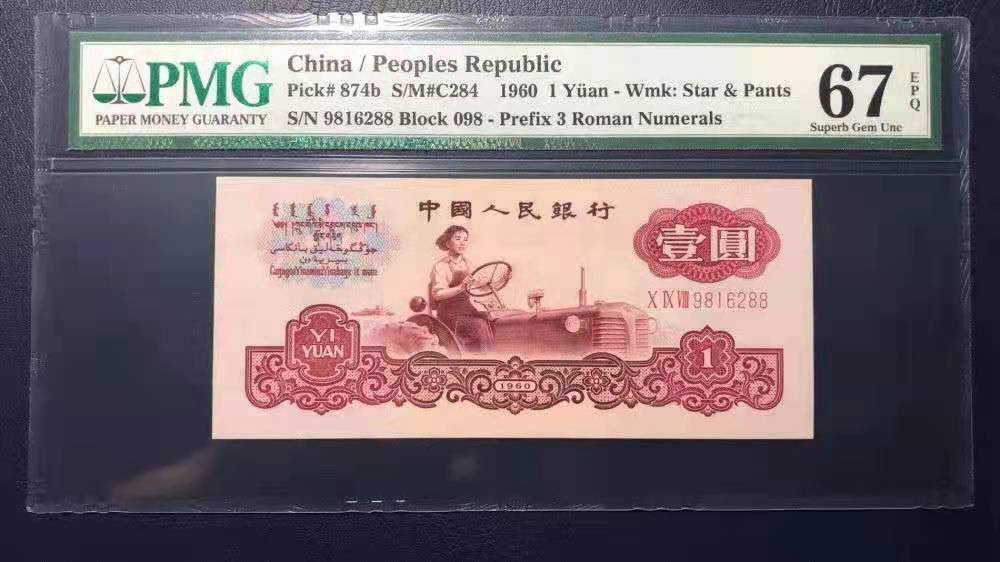 PMG
PAPER MONEY GUARANTY
China / Peoples Republic
Pick# 874b S/M#C284 1960 1 Yüan - Wmk: Star & Pants
S/N 9816288 Block 098 - Prefix 3 Roman Numerals
67
EPQ
Superb Gem Unc
中國人民銀行
壹圓
X IX VIII 9816288
YI
YUAN
1960
1